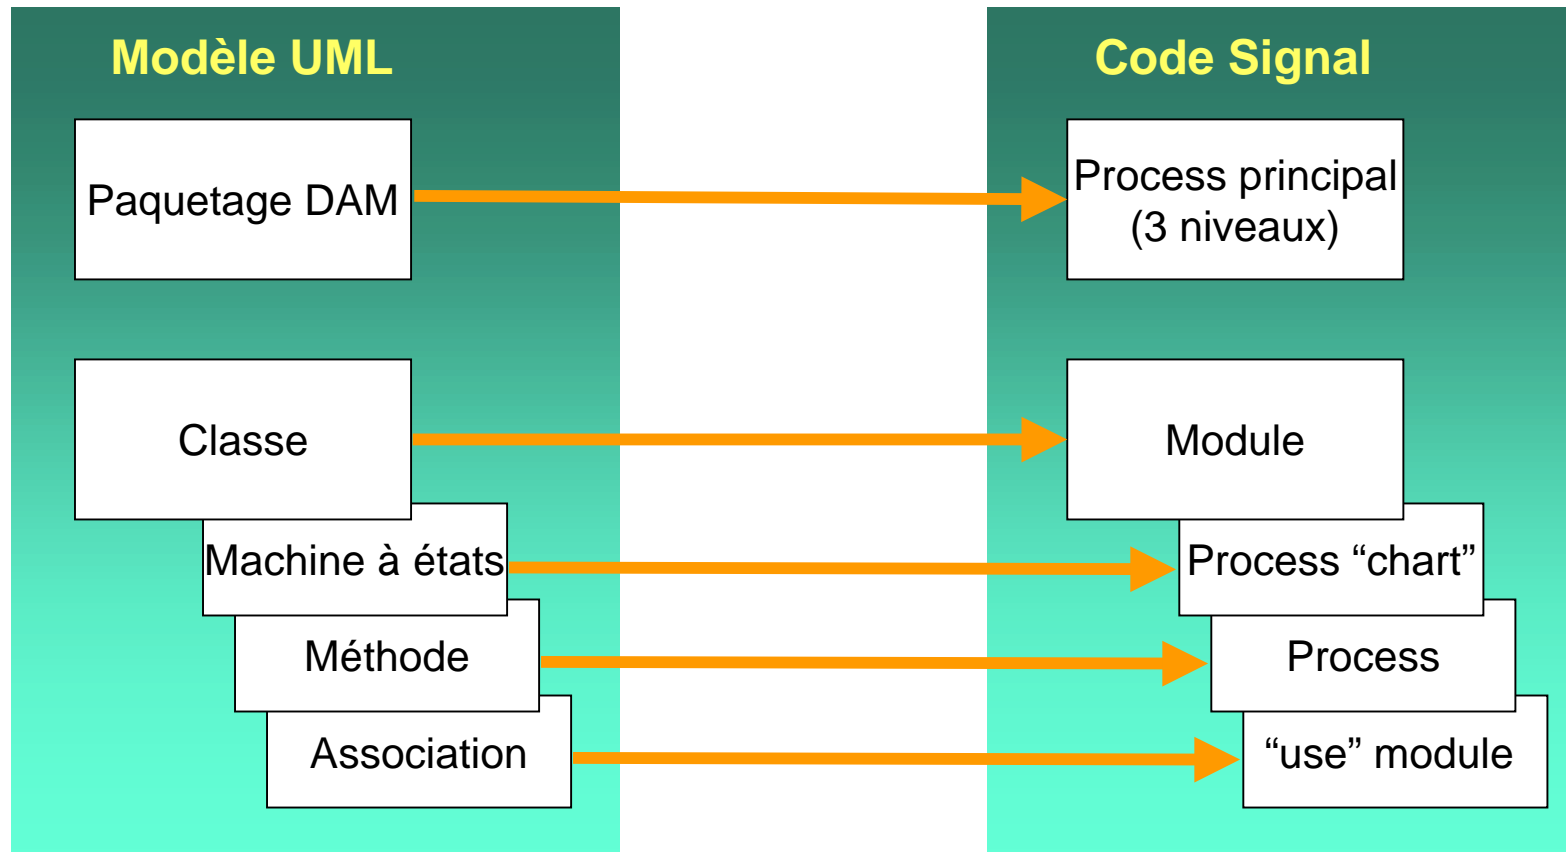 Modèle UML
Code Signal
Paquetage DAM
Process principal
(3 niveaux)
Classe
Module
Machine à états
Process “chart”
Méthode
Process
Association
“use” module